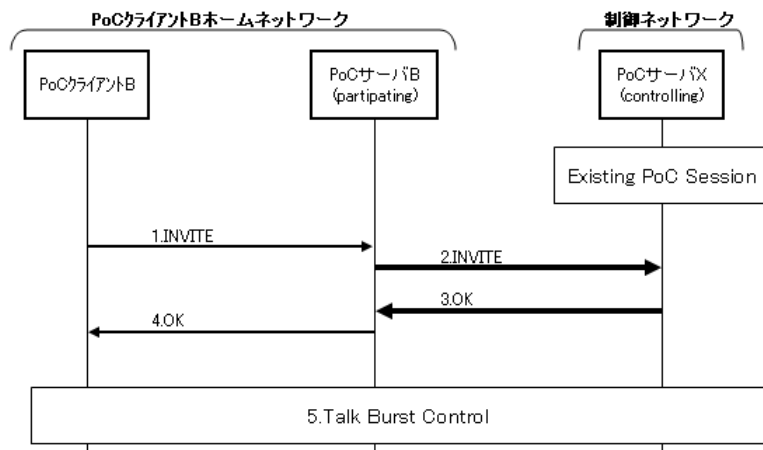 PoCクライアントBホームネットワーク
制御ネットワーク
PoCクライアントB
PoCサーバB
(partipating)
PoCサーバX
(controlling)
Existing PoC Session
1.INVITE
2.INVITE
3.OK
4.OK
5.Talk Burst Control